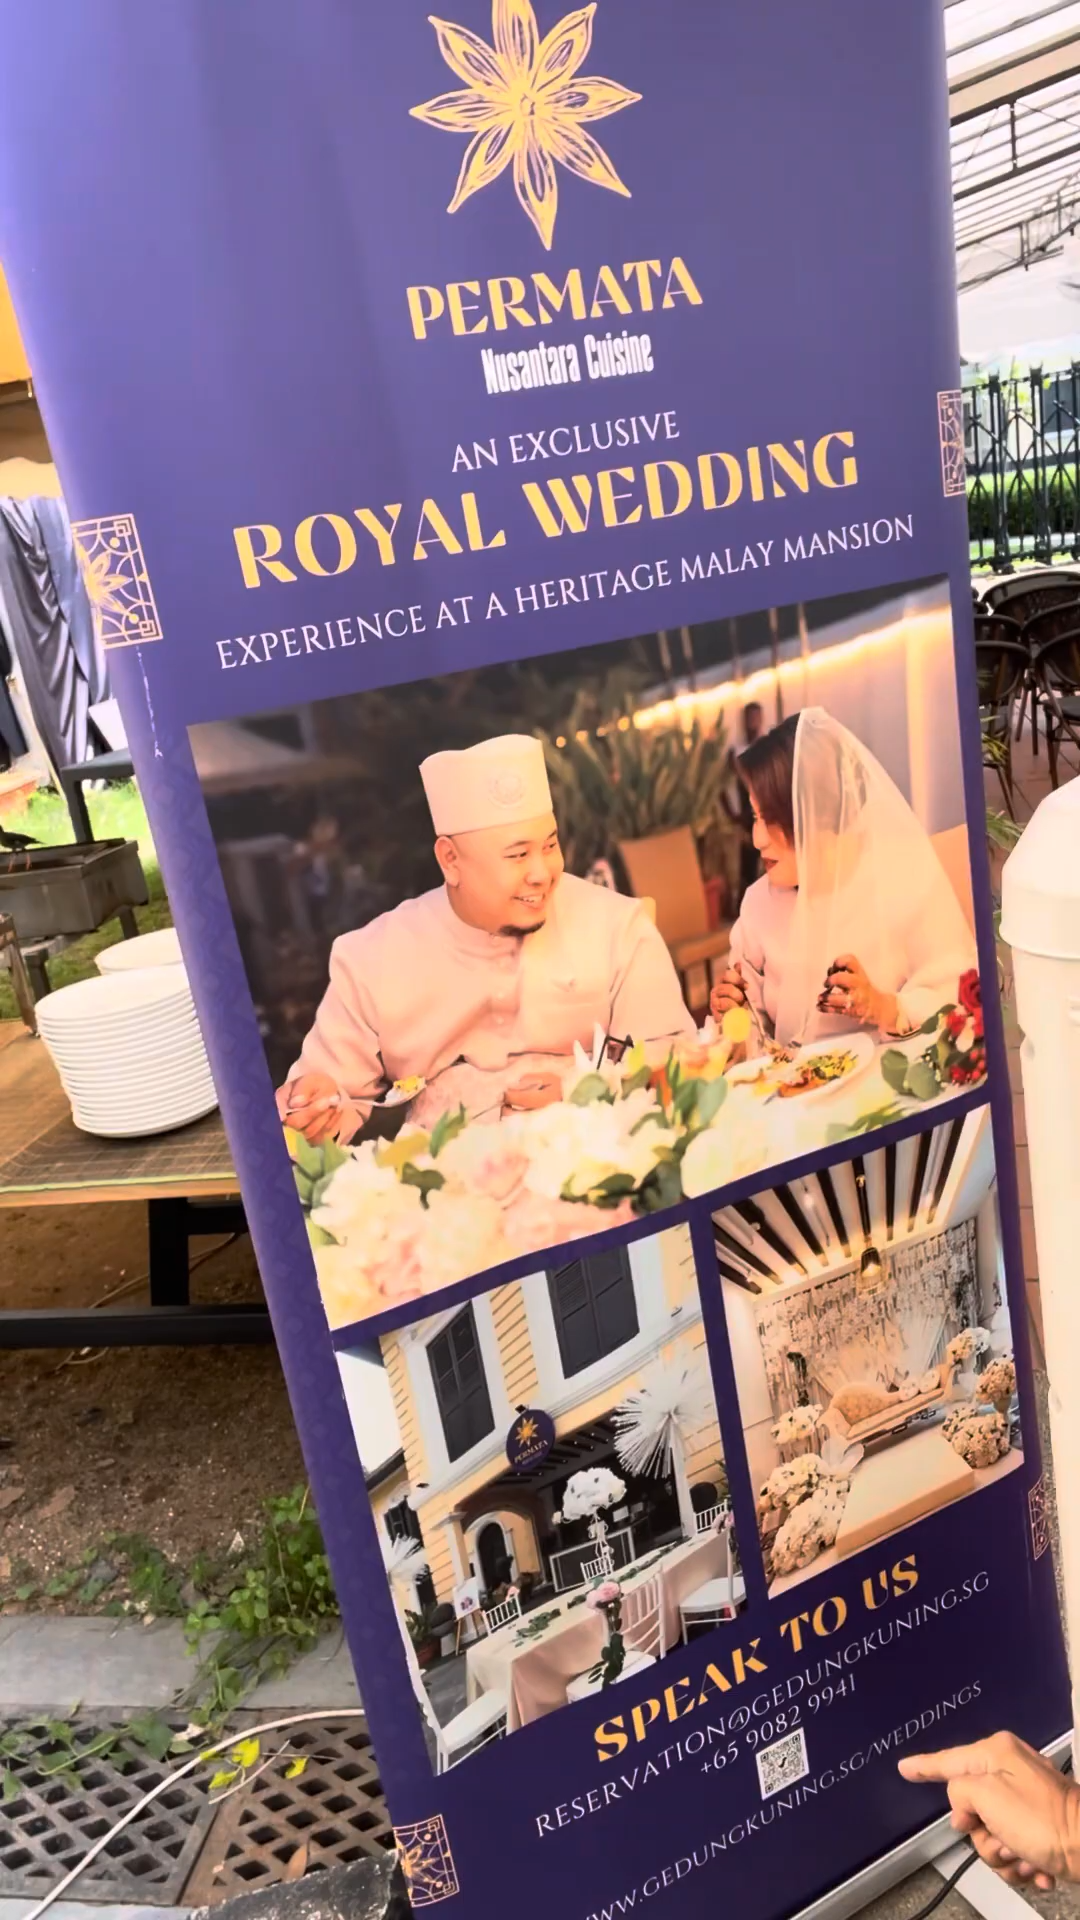 PERMATA
Nusantara Cuisine
AN EXCLUSIVE
ROYAL WEDDING
EXPERIENCE AT A HERITAGE MALAY MANSION
PERMATA
SPEAK TO US
RESERVATION@GEDUNGKUNING.SG
+65 9082 9941
WWW.GEDUNGKUNING.SG/WEDDINGS